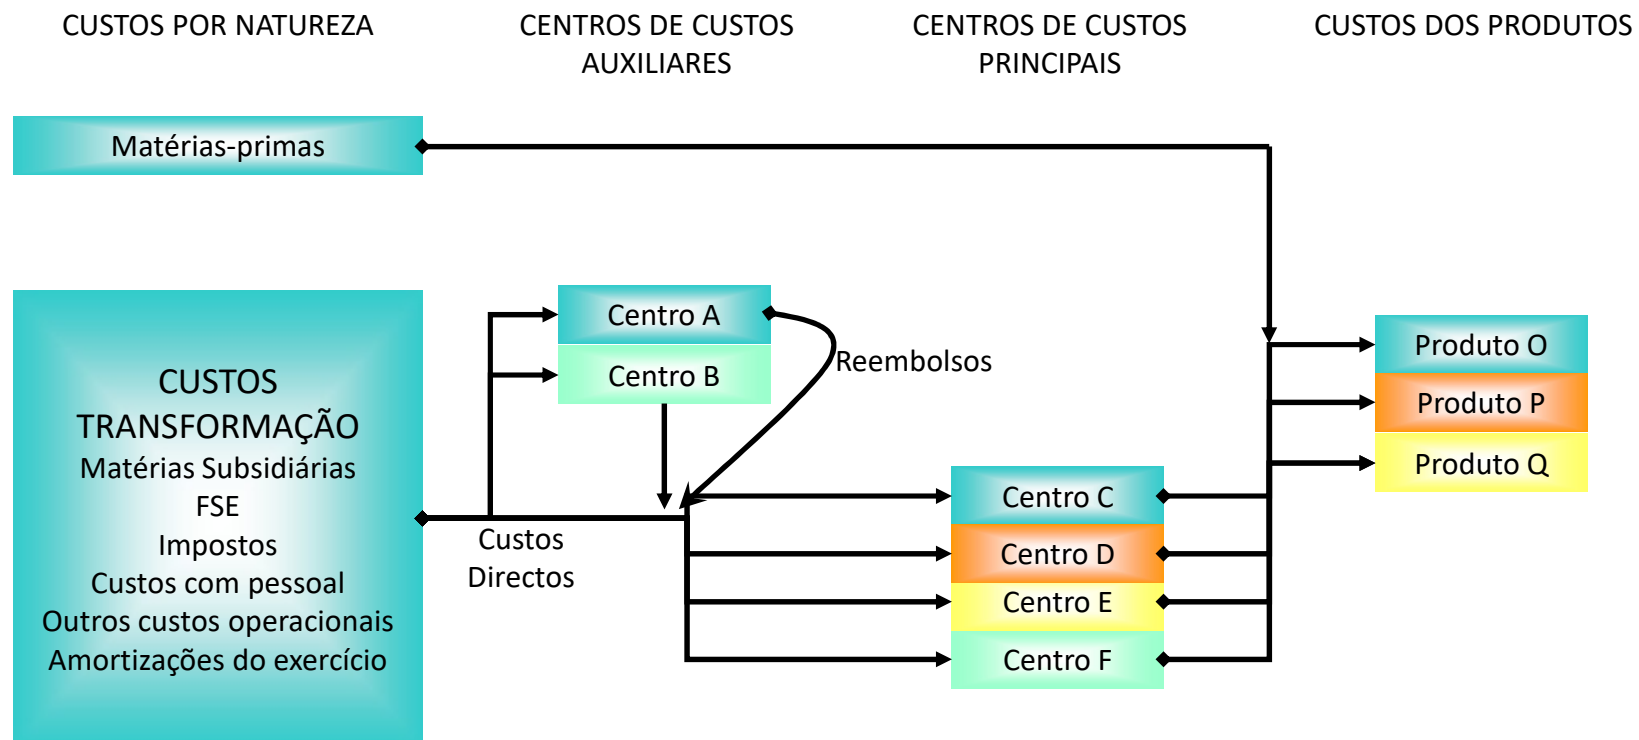 CUSTOS POR NATUREZA
CENTROS DE CUSTOS
AUXILIARES
CENTROS DE CUSTOS
PRINCIPAIS
CUSTOS DOS PRODUTOS
Matérias-primas
CUSTOS
TRANSFORMAÇÃO
Matérias Subsidiárias
FSE
Impostos
Custos com pessoal
Outros custos operacionais
Amortizações do exercício
Centro A
Centro B
Reembolsos
Custos
Directos
Centro C
Centro D
Centro E
Centro F
Produto O
Produto P
Produto Q